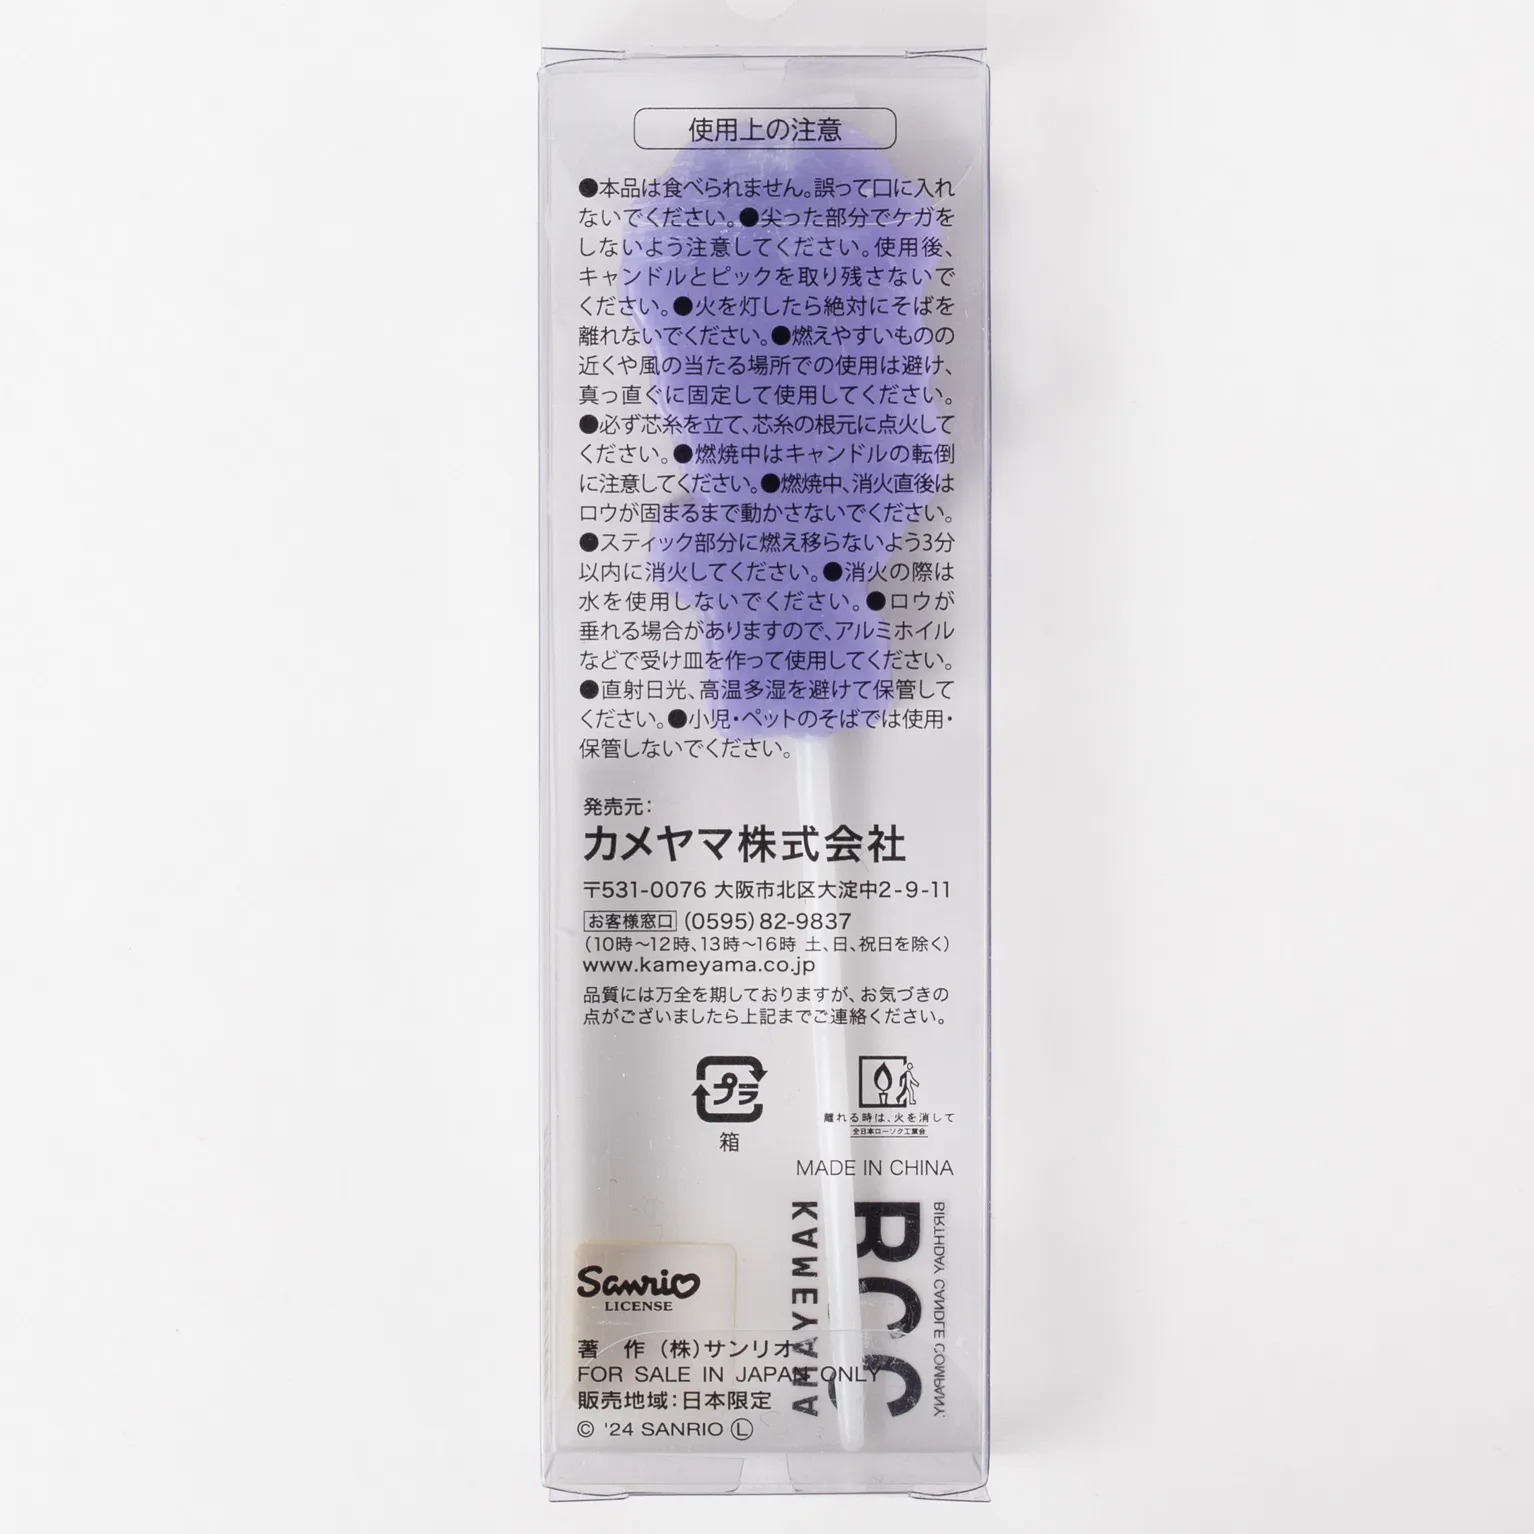 使用上の注意
●本品は食べられません。誤って口に入れ
ないでください。●尖った部分でケガを
しないよう注意してください。使用後、
キャンドルとピックを取り残さないで
ください。●火を灯したら絶対にそばを
離れないでください。●燃えやすいものの
近くや風の当たる場所での使用は避け、
真っ直ぐに固定して使用してください。
●必ず芯糸を立て、芯糸の根元に点火して
ください。●燃焼中はキャンドルの転倒
に注意してください。●燃焼中、消火直後は
ロウが固まるまで動かさないでください。
●スティック部分に燃え移らないよう3分
以内に消火してください。●消火の際は
水を使用しないでください。●ロウが
垂れる場合がありますので、アルミホイル
などで受け皿を作って使用してください。
●直射日光、高温多湿を避けて保管して
ください。●小児・ペットのそばでは使用・
保管しないでください。
発売元:
カメヤマ株式会社
〒531-0076 大阪市北区大淀中2-9-11
お客様窓口 (0595) 82-9837
(10時〜12時、13時〜16時 土、日、祝日を除く)
www.kameyama.co.jp
品質には万全を期しておりますが、お気づきの
点がございましたら上記までご連絡ください。
プラ
箱
離れる時は、火を消して
全日本ローソク工業会
MADE IN CHINA
KAMEYAMA
BCC
BIRTHDAY CANDLE COMPANY.
Sanrio
LICENSE
著 作 (株)サンリオ
FOR SALE IN JAPAN ONLY
販売地域:日本限定
© '24 SANRIO Ⓛ